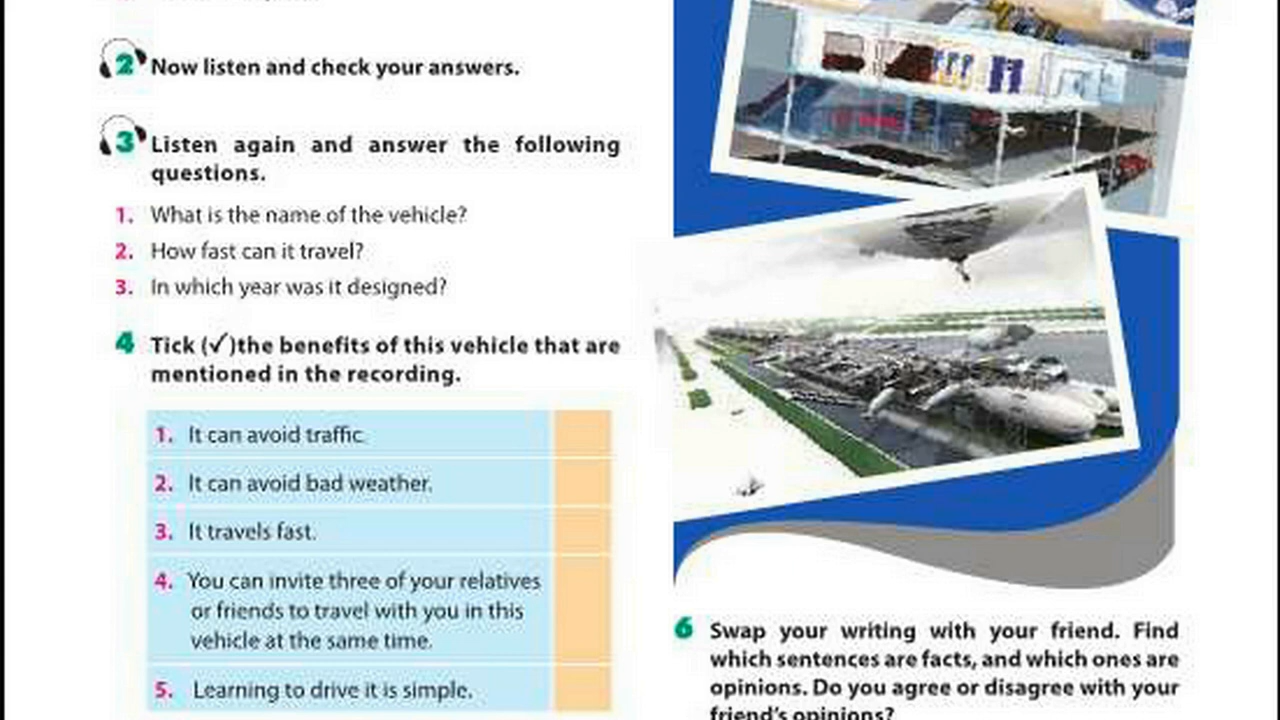 2 Now listen and check your answers.
3 Listen again and answer the following
questions.
1. What is the name of the vehicle?
2. How fast can it travel?
3. In which year was it designed?
4 Tick (✓)the benefits of this vehicle that are
mentioned in the recording.
1. It can avoid traffic.
2. It can avoid bad weather.
3. It travels fast.
4. You can invite three of your relatives
or friends to travel with you in this
vehicle at the same time.
5. Learning to drive it is simple.
6 Swap your writing with your friend. Find
which sentences are facts, and which ones are
opinions. Do you agree or disagree with your
friend's opinions?